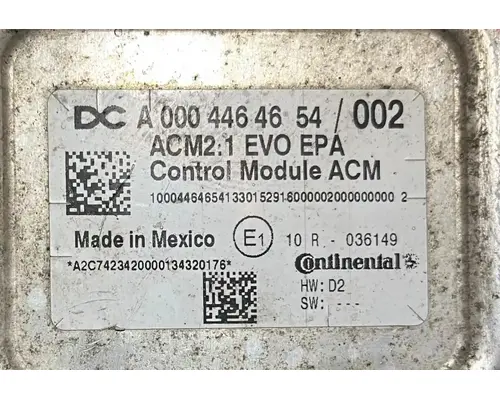 DC A 000 446 46 54 / 002
ACM2.1 EVO EPA
Control Module ACM
10004464654133015291600000200000000 2
Made in Mexico E1 10 R - 036149
*A2C7423420000134320176* Continental
HW: D2
SW: ---